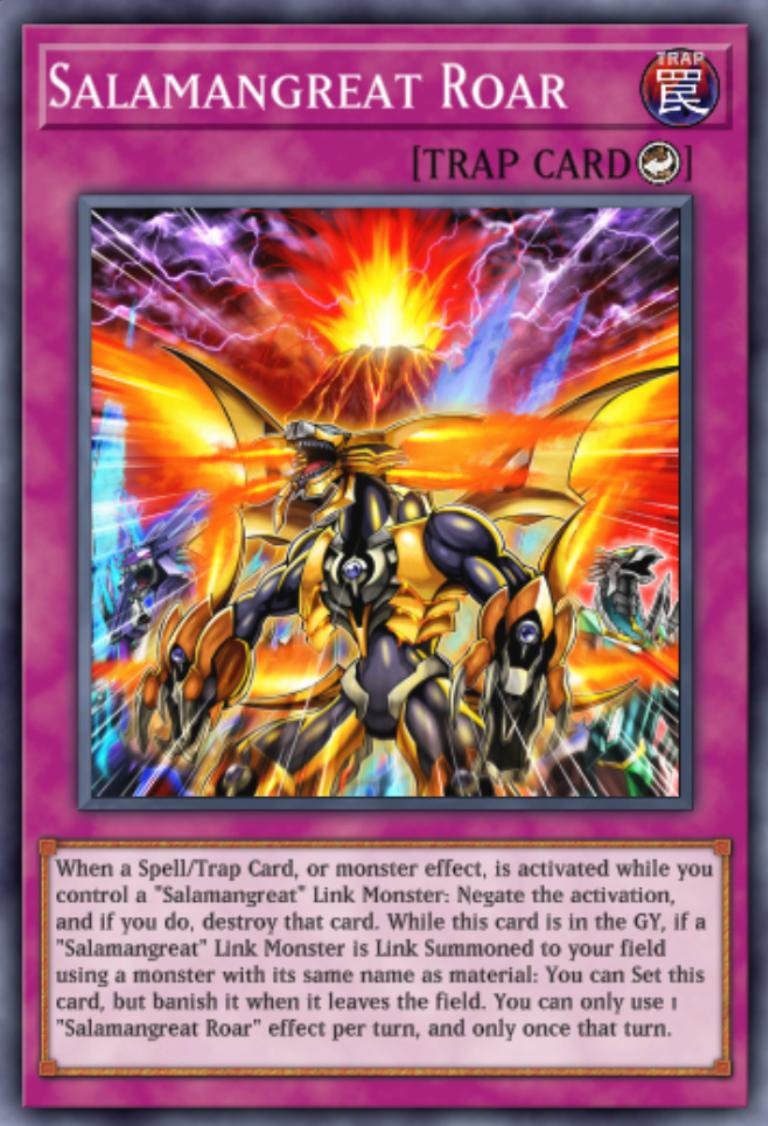 SALAMANGREAT ROAR
TRAP
罠
[TRAP CARD]
When a Spell/Trap Card, or monster effect, is activated while you
control a "Salamangreat" Link Monster: Negate the activation,
and if you do, destroy that card. While this card is in the GY, if a
"Salamangreat" Link Monster is Link Summoned to your field
using a monster with its same name as material: You can Set this
card, but banish it when it leaves the field. You can only use 1
"Salamangreat Roar" effect per turn, and only once that turn.